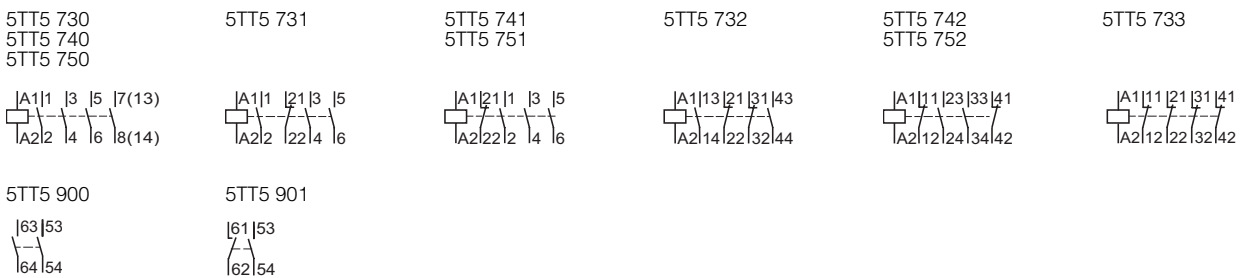 5TT5 730
5TT5 740
5TT5 750
A1 1 3 5 7(13)
A2 2 4 6 8(14)
5TT5 731
A1 1 21 3 5
A2 2 22 4 6
5TT5 741
5TT5 751
A1 21 1 3 5
A2 22 2 4 6
5TT5 732
A1 13 21 31 43
A2 14 22 32 44
5TT5 742
5TT5 752
A1 11 23 33 41
A2 12 24 34 42
5TT5 733
A1 11 21 31 41
A2 12 22 32 42
5TT5 900
63 53
64 54
5TT5 901
61 53
62 54